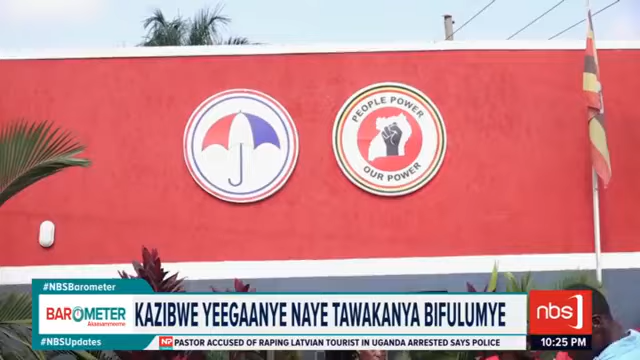 PEOPLE POWER
OUR POWER
#NBSBarometer
BAROMETER
Akasameeme
KAZIBWE YEEGAANYE NAYE TAWAKANYA BIFULUMYE
nbs
#NBSUpdates
PASTOR ACCUSED OF RAPING LATVIAN TOURIST IN UGANDA ARRESTED SAYS POLICE
10:25 PM